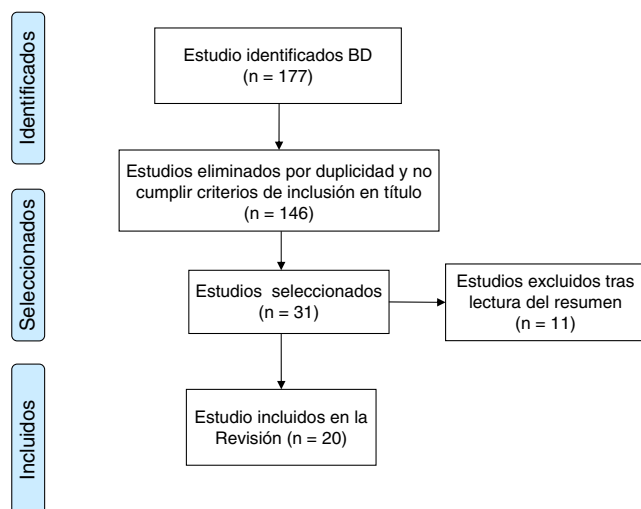 Identificados
Estudio identificados BD
(n = 177)
Estudios eliminados por duplicidad y no
cumplir criterios de inclusión en título
(n = 146)
Seleccionados
Estudios seleccionados
(n = 31)
Estudios excluidos tras
lectura del resumen
(n = 11)
Incluidos
Estudio incluidos en la
Revisión (n = 20)